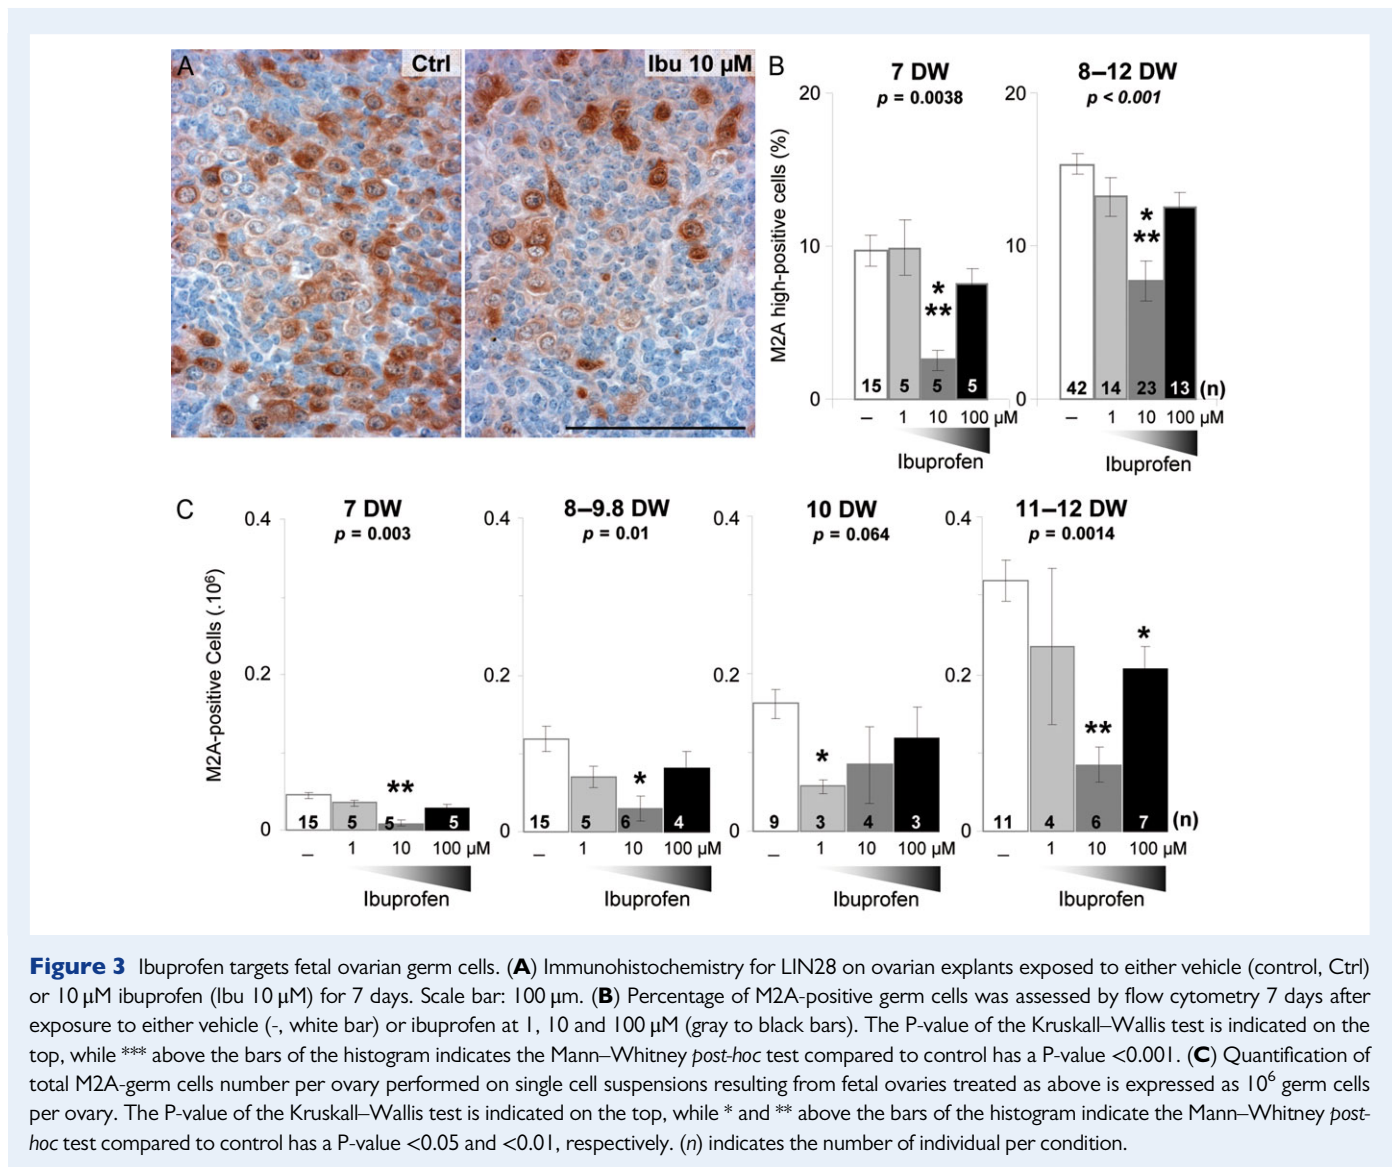 A
Ctrl
Ibu 10 µM
B
7 DW
p = 0.0038
8–12 DW
p < 0.001
M2A high-positive cells (%)
20
10
0
*
**
15 5 5 5
– 1 10 100 µM
Ibuprofen
20
10
0
*
**
42 14 23 13 (n)
– 1 10 100 µM
Ibuprofen
C
7 DW
p = 0.003
8–9.8 DW
p = 0.01
10 DW
p = 0.064
11–12 DW
p = 0.0014
M2A-positive Cells (.10⁶)
0.4
0.2
0
**
15 5 5 5
– 1 10 100 µM
Ibuprofen
0.4
0.2
0
*
15 5 6 4
– 1 10 100 µM
Ibuprofen
0.4
0.2
0
*
9 3 4 3
– 1 10 100 µM
Ibuprofen
0.4
0.2
0
**
*
11 4 6 7 (n)
– 1 10 100 µM
Ibuprofen
Figure 3 Ibuprofen targets fetal ovarian germ cells. (A) Immunohistochemistry for LIN28 on ovarian explants exposed to either vehicle (control, Ctrl)
or 10 µM ibuprofen (Ibu 10 µM) for 7 days. Scale bar: 100 µm. (B) Percentage of M2A-positive germ cells was assessed by flow cytometry 7 days after
exposure to either vehicle (-, white bar) or ibuprofen at 1, 10 and 100 µM (gray to black bars). The P-value of the Kruskall–Wallis test is indicated on the
top, while *** above the bars of the histogram indicates the Mann–Whitney post-hoc test compared to control has a P-value <0.001. (C) Quantification of
total M2A-germ cells number per ovary performed on single cell suspensions resulting from fetal ovaries treated as above is expressed as 10⁶ germ cells
per ovary. The P-value of the Kruskall–Wallis test is indicated on the top, while * and ** above the bars of the histogram indicate the Mann–Whitney post-
hoc test compared to control has a P-value <0.05 and <0.01, respectively. (n) indicates the number of individual per condition.